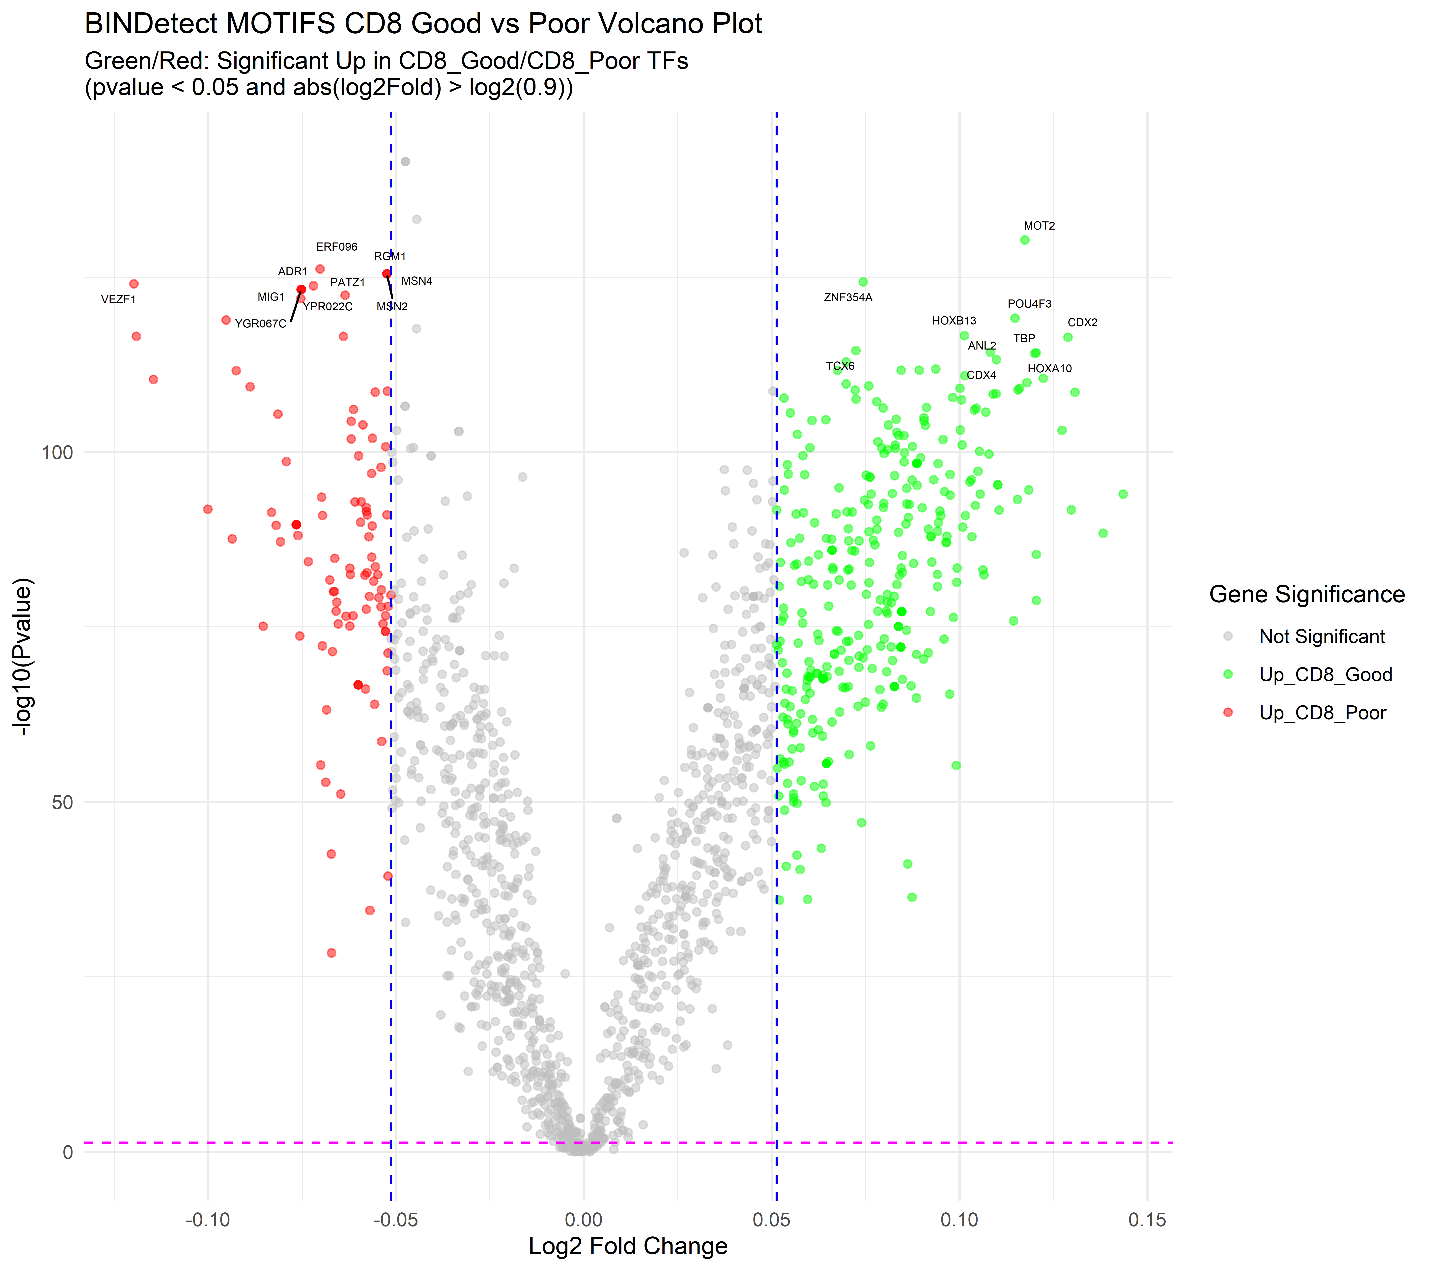 BINDetect MOTIFS CD8 Good vs Poor Volcano Plot
Green/Red: Significant Up in CD8_Good/CD8_Poor TFs
(pvalue < 0.05 and abs(log2Fold) > log2(0.9))
MOT2
ERF096
RGM1
ADR1
PATZ1
MSN4
VEZF1
MIG1
YPR022C
MSN2
YGR067C
ZNF354A
POU4F3
HOXB13
CDX2
ANL2
TBP
TCX6
CDX4
HOXA10
100
50
0
-log10(Pvalue)
-0.10
-0.05
0.00
0.05
0.10
0.15
Log2 Fold Change
Gene Significance
Not Significant
Up_CD8_Good
Up_CD8_Poor